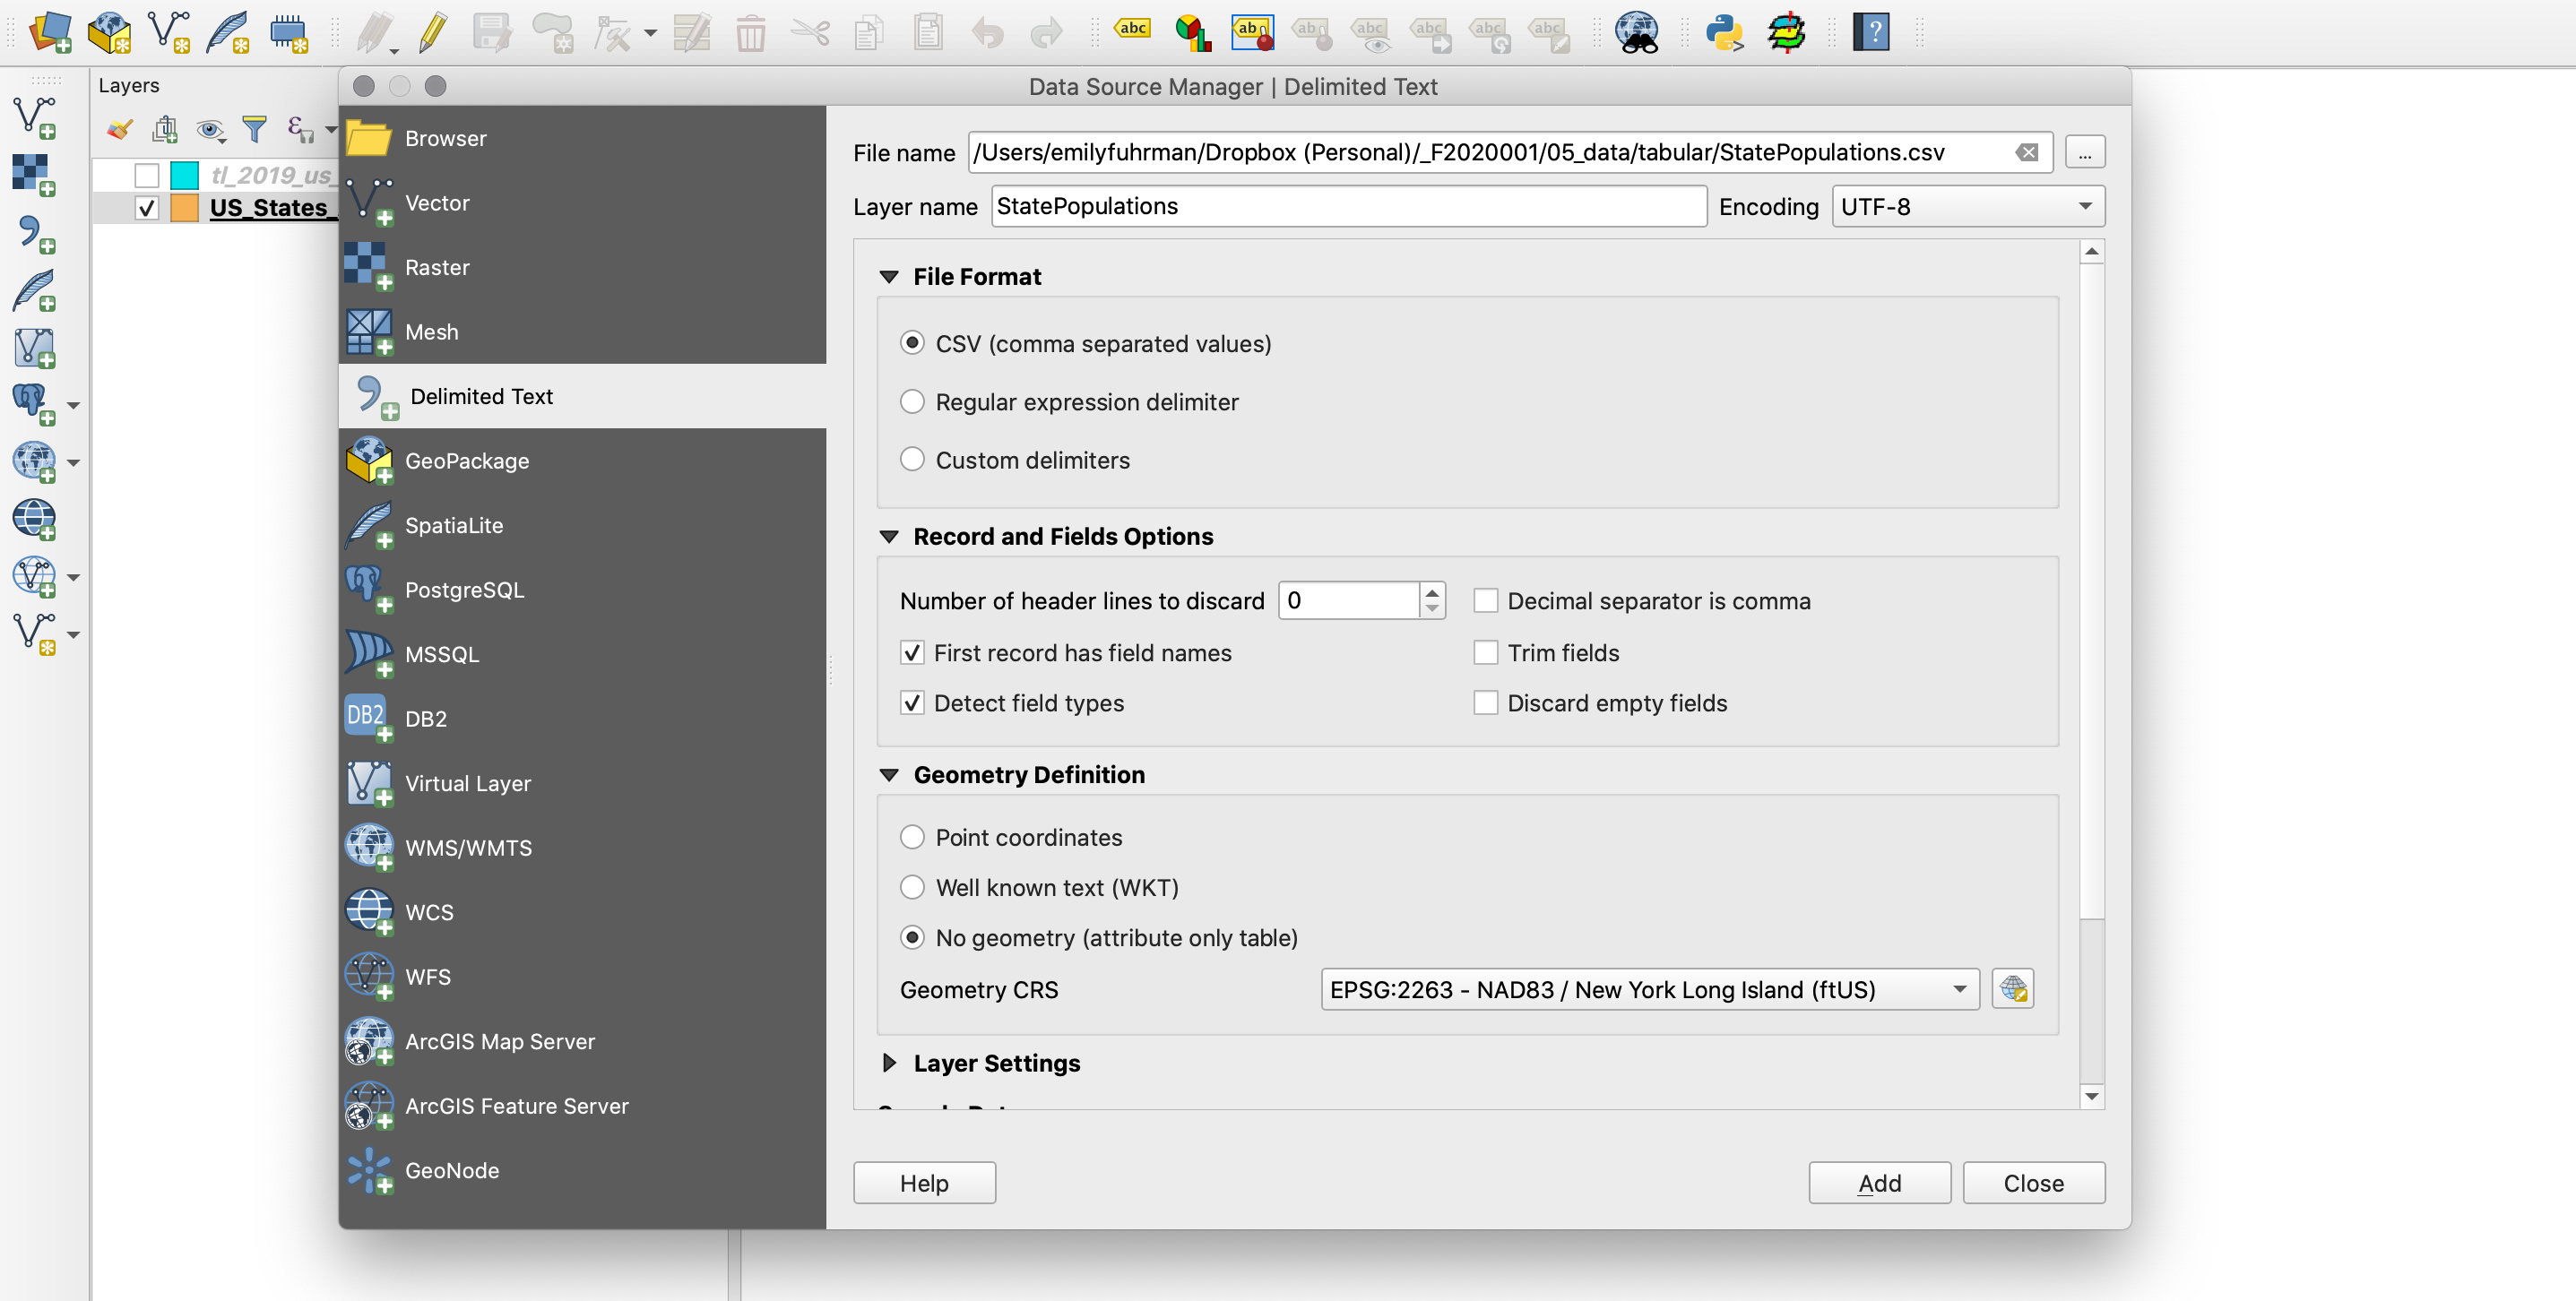 abc
ab
ab
abc
abc
abc
abc
?
Layers
tl_2019_us_
US_States_
Data Source Manager | Delimited Text
Browser
Vector
Raster
Mesh
Delimited Text
GeoPackage
SpatiaLite
PostgreSQL
MSSQL
DB2 DB2
Virtual Layer
WMS/WMTS
WCS
WFS
ArcGIS Map Server
ArcGIS Feature Server
GeoNode
File name /Users/emilyfuhrman/Dropbox (Personal)/_F2020001/05_data/tabular/StatePopulations.csv ...
Layer name StatePopulations Encoding UTF-8
File Format
CSV (comma separated values)
Regular expression delimiter
Custom delimiters
Record and Fields Options
Number of header lines to discard 0 Decimal separator is comma
First record has field names Trim fields
Detect field types Discard empty fields
Geometry Definition
Point coordinates
Well known text (WKT)
No geometry (attribute only table)
Geometry CRS EPSG:2263 - NAD83 / New York Long Island (ftUS)
Layer Settings
Help Add Close